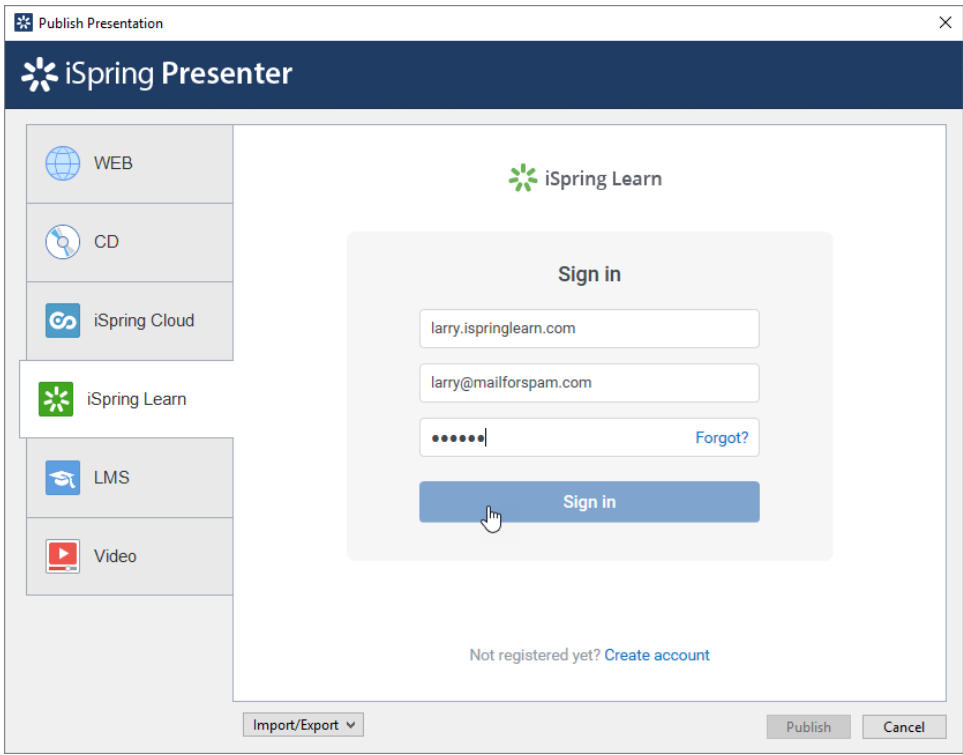 Publish Presentation
iSpring Presenter
WEB
CD
iSpring Cloud
iSpring Learn
LMS
Video
iSpring Learn
Sign in
larry.ispringlearn.com
larry@mailforspam.com
•••••• Forgot?
Sign in
Not registered yet? Create account
Import/Export
Publish Cancel